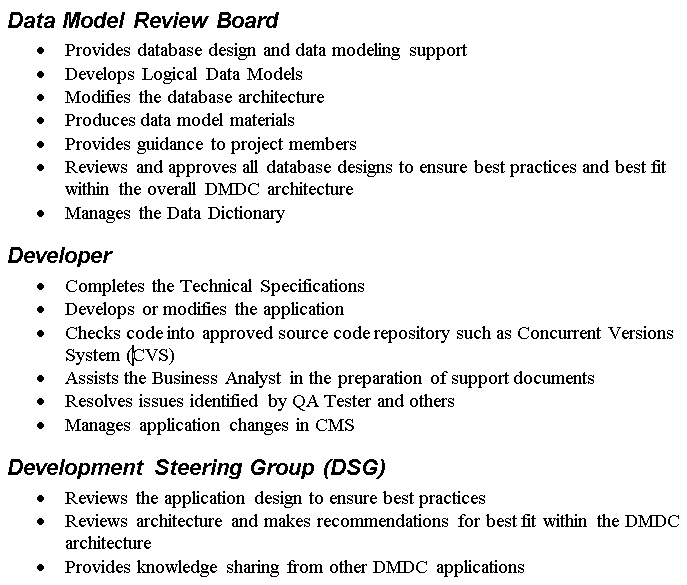 Data Model Review Board
• Provides database design and data modeling support
• Develops Logical Data Models
• Modifies the database architecture
• Produces data model materials
• Provides guidance to project members
• Reviews and approves all database designs to ensure best practices and best fit
within the overall DMDC architecture
• Manages the Data Dictionary
Developer
• Completes the Technical Specifications
• Develops or modifies the application
• Checks code into approved source code repository such as Concurrent Versions
System (CVS)
• Assists the Business Analyst in the preparation of support documents
• Resolves issues identified by QA Tester and others
• Manages application changes in CMS
Development Steering Group (DSG)
• Reviews the application design to ensure best practices
• Reviews architecture and makes recommendations for best fit within the DMDC
architecture
• Provides knowledge sharing from other DMDC applications